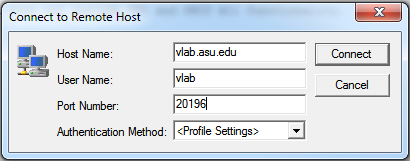 Connect to Remote Host
Host Name: vlab.asu.edu
Connect
User Name: vlab
Cancel
Port Number: 20196
Authentication Method: <Profile Settings>